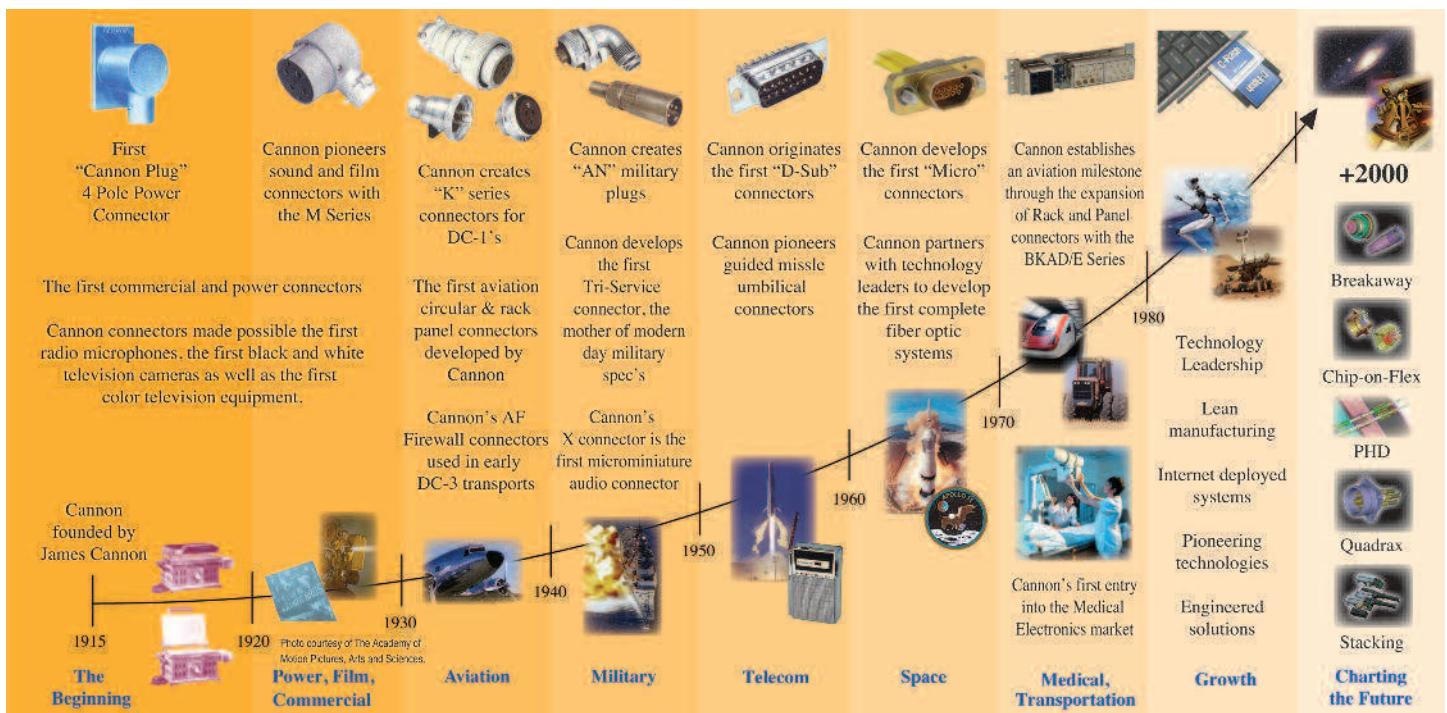 First
“Cannon Plug”
4 Pole Power
Connector
Cannon pioneers
sound and film
connectors with
the M Series
The first commercial and power connectors
Cannon connectors made possible the first
radio microphones, the first black and white
television cameras as well as the first
color television equipment.
Cannon
founded by
James Cannon
Cannon creates
“K” series
connectors for
DC-1's
The first aviation
circular & rack
panel connectors
developed by
Cannon
Cannon's AF
Firewall connectors
used in early
DC-3 transports
Cannon creates
“AN” military
plugs
Cannon develops
the first
Tri-Service
connector, the
mother of modern
day military
spec's
Cannon's
X connector is the
first microminiature
audio connector
Cannon originates
the first “D-Sub”
connectors
Cannon pioneers
guided missle
umbilical
connectors
Cannon develops
the first “Micro”
connectors
Cannon partners
with technology
leaders to develop
the first complete
fiber optic
systems
APOLLO 11
Cannon establishes
an aviation milestone
through the expansion
of Rack and Panel
connectors with the
BKAD/E Series
Cannon's first entry
into the Medical
Electronics market
Technology
Leadership
Lean
manufacturing
Internet deployed
systems
Pioneering
technologies
Engineered
solutions
+2000
Breakaway
Chip-on-Flex
PHD
Quadrax
Stacking
1915
1920
1930
1940
1950
1960
1970
1980
Photo courtesy of The Academy of
Motion Pictures, Arts and Sciences.
The
Beginning
Power, Film,
Commercial
Aviation
Military
Telecom
Space
Medical,
Transportation
Growth
Charting
the Future